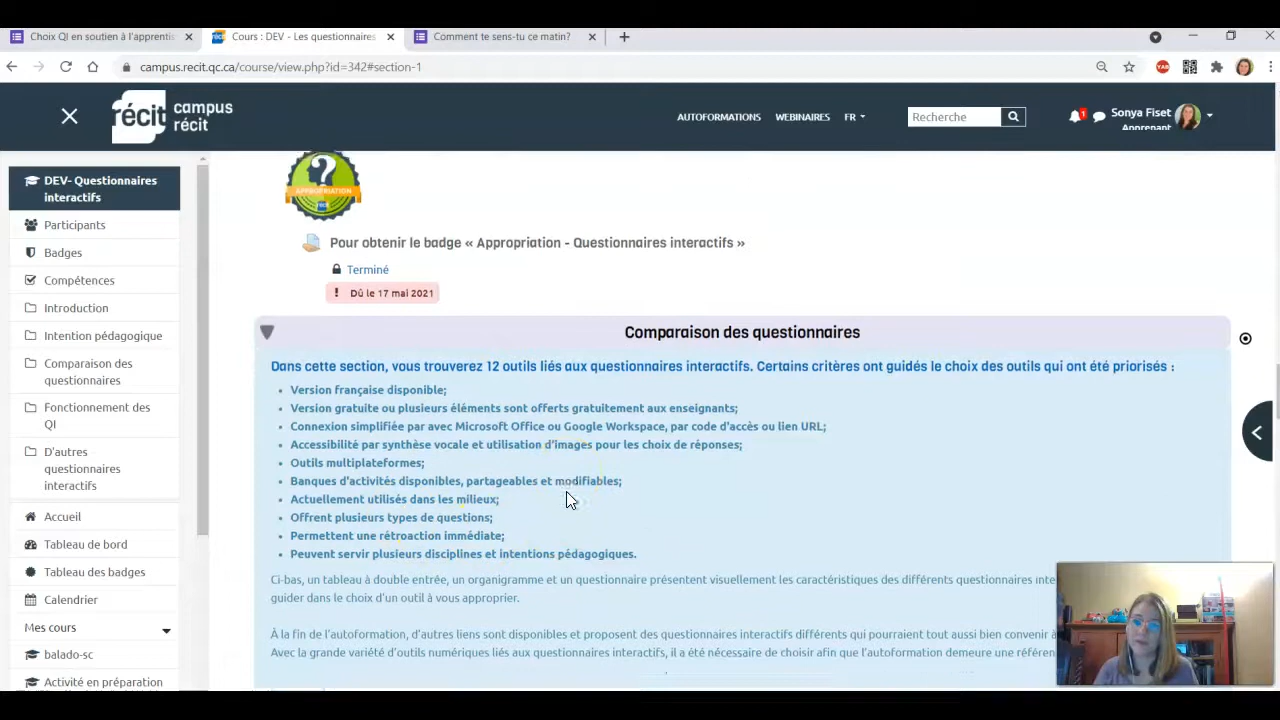 Choix QI en soutien à l'apprenti
Cours : DEV - Les questionnaires
Comment te sens-tu ce matin?
campus.recit.qc.ca/course/view.php?id=342#section-1
récit campus récit
AUTOFORMATIONS WEBINAIRES FR
Recherche
1
Sonya Fiset
Apprenant
DEV- Questionnaires
interactifs
Participants
Badges
Compétences
Introduction
Intention pédagogique
Comparaison des
questionnaires
Fonctionnement des
QI
D'autres
questionnaires
interactifs
Accueil
Tableau de bord
Tableau des badges
Calendrier
Mes cours
balado-sc
Activité en préparation
?
APPROPRIATION
Pour obtenir le badge « Appropriation - Questionnaires interactifs »
Terminé
! Dû le 17 mai 2021
Comparaison des questionnaires
Dans cette section, vous trouverez 12 outils liés aux questionnaires interactifs. Certains critères ont guidés le choix des outils qui ont été priorisés :
• Version française disponible;
• Version gratuite ou plusieurs éléments sont offerts gratuitement aux enseignants;
• Connexion simplifiée par avec Microsoft Office ou Google Workspace, par code d'accès ou lien URL;
• Accessibilité par synthèse vocale et utilisation d'images pour les choix de réponses;
• Outils multiplateformes;
• Banques d'activités disponibles, partageables et modifiables;
• Actuellement utilisés dans les milieux;
• Offrent plusieurs types de questions;
• Permettent une rétroaction immédiate;
• Peuvent servir plusieurs disciplines et intentions pédagogiques.
Ci-bas, un tableau à double entrée, un organigramme et un questionnaire présentent visuellement les caractéristiques des différents questionnaires
guider dans le choix d'un outil à vous approprier.
À la fin de l'autoformation, d'autres liens sont disponibles et proposent des questionnaires interactifs différents qui pourraient tout aussi bien convenir à
Avec la grande variété d'outils numériques liés aux questionnaires interactifs, il a été nécessaire de choisir afin que l'autoformation demeure une